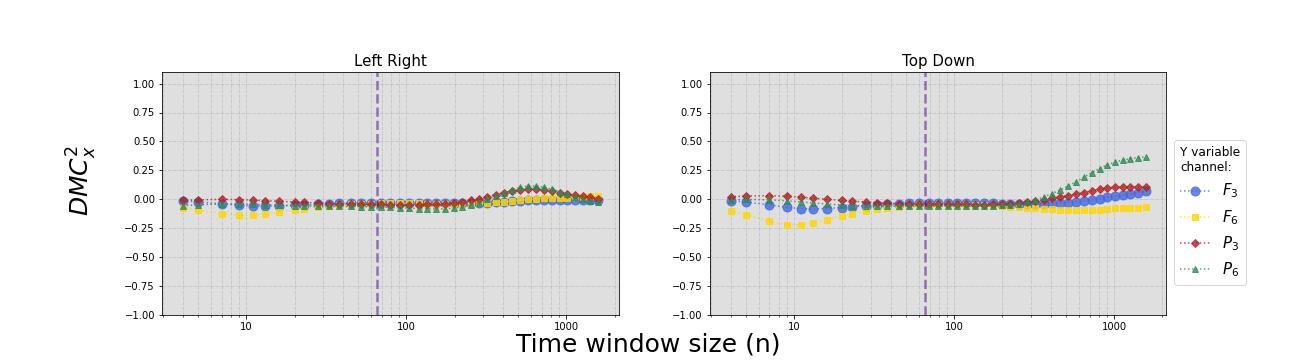 Left Right
Top Down
1.00
0.75
0.50
0.25
0.00
−0.25
−0.50
−0.75
−1.00
10
100
1000
1.00
0.75
0.50
0.25
0.00
−0.25
−0.50
−0.75
−1.00
10
100
1000
DMC²ₓ
Time window size (n)
Y variable
channel:
F₃
F₆
P₃
P₆